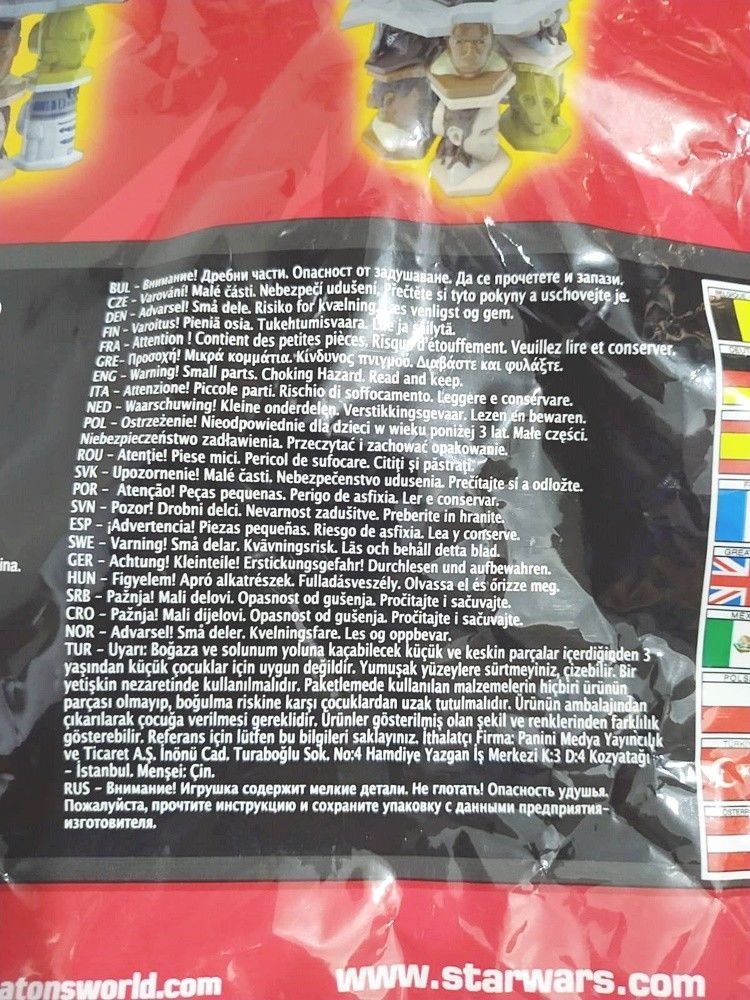 BUL - Внимание! Дребни части. Опасност от задушаване. Да се прочетете и запази.
CZE - Varování! Malé části. Nebezpečí udušení. Přečtěte si tyto pokyny a uschovejte je.
DEN - Advarsel! Små dele. Risiko for kvælning. venligst og gem.
FIN - Varoitus! Pieniä osia. Tukehtumisvaara. ja säilytä.
FRA - Attention ! Contient des petites pièces. Risque d'étouffement. Veuillez lire et conserver.
GRE- Προσοχή! Μικρά κομμάτια. Κίνδυνος πνιγμού. Διαβάστε και φυλάξτε.
ENG - Warning! Small parts. Choking Hazard. Read and keep.
ITA - Attenzione! Piccole parti. Rischio di soffocamento. Leggere e conservare.
NED - Waarschuwing! Kleine onderdelen. Verstikkingsgevaar. Lezen en bewaren.
POL - Ostrzeżenie! Nieodpowiednie dla dzieci w wieku poniżej 3 lat. Małe części.
Niebezpieczeństwo zadławienia. Przeczytać i zachować opakowanie.
ROU - Atenţie! Piese mici. Pericol de sufocare. Citiţi şi păstraţi.
SVK - Upozornenie! Malé časti. Nebezpečenstvo udusenia. Prečítajte si a odložte.
POR - Atenção! Peças pequenas. Perigo de asfixia. Ler e conservar.
SVN - Pozor! Drobni delci. Nevarnost zadušitve. Preberite in hranite.
ESP - ¡Advertencia! Piezas pequeñas. Riesgo de asfixia. Lea y conserve.
SWE - Varning! Små delar. Kvävningsrisk. Läs och behåll detta blad.
GER - Achtung! Kleinteile! Erstickungsgefahr! Durchlesen und aufbewahren.
HUN - Figyelem! Apró alkatrészek. Fulladásveszély. Olvassa el és őrizze meg.
SRB - Pažnja! Mali delovi. Opasnost od gušenja. Pročitajte i sačuvajte.
CRO - Pažnja! Mali dijelovi. Opasnost od gušenja. Pročitajte i sačuvajte.
NOR - Advarsel! Små deler. Kvelningsfare. Les og oppbevar.
TUR - Uyarı: Boğaza ve solunum yoluna kaçabilecek küçük ve keskin parçalar içerdiğinden 3
yaşından küçük çocuklar için uygun değildir. Yumuşak yüzeylere sürtmeyiniz, çizebilir. Bir
yetişkin nezaretinde kullanılmalıdır. Paketlemede kullanılan malzemelerin hiçbiri ürünün
parçası olmayıp, boğulma riskine karşı çocuklardan uzak tutulmalıdır. Ürünün ambalajından
çıkarılarak çocuğa verilmesi gereklidir. Ürünler gösterilmiş olan şekil ve renklerinden farklılık
gösterebilir. Referans için lütfen bu bilgileri saklayınız. İthalatçı Firma: Panini Medya Yayıncılık
ve Ticaret A.Ş. İnönü Cad. Turaboğlu Sok. No:4 Hamdiye Yazgan İş Merkezi K:3 D:4 Kozyatağı
- İstanbul. Menşei: Çin.
RUS - Внимание! Игрушка содержит мелкие детали. Не глотать! Опасность удушья.
Пожалуйста, прочтите инструкцию и сохраните упаковку с данными предприятия-
изготовителя.
ina.
atonsworld.com
www.starwars.com